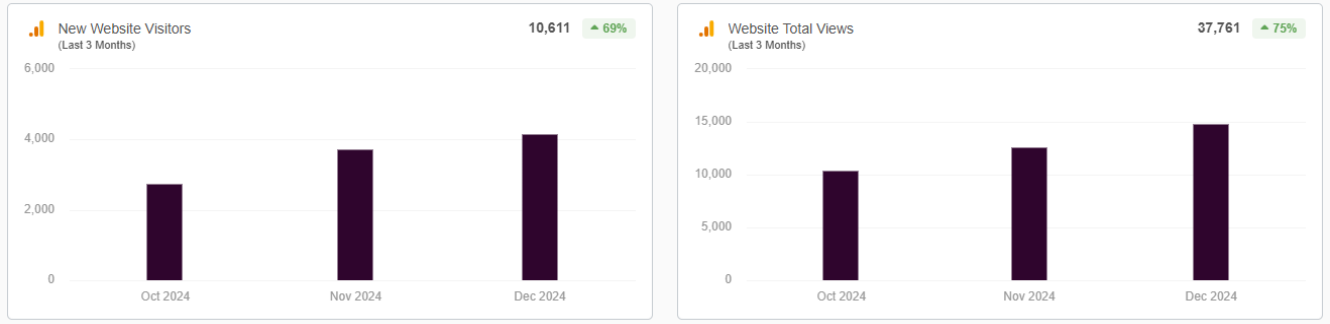 New Website Visitors 10,611 69%
(Last 3 Months)
6,000
4,000
2,000
0
Oct 2024 Nov 2024 Dec 2024
Website Total Views 37,761 75%
(Last 3 Months)
20,000
15,000
10,000
5,000
0
Oct 2024 Nov 2024 Dec 2024